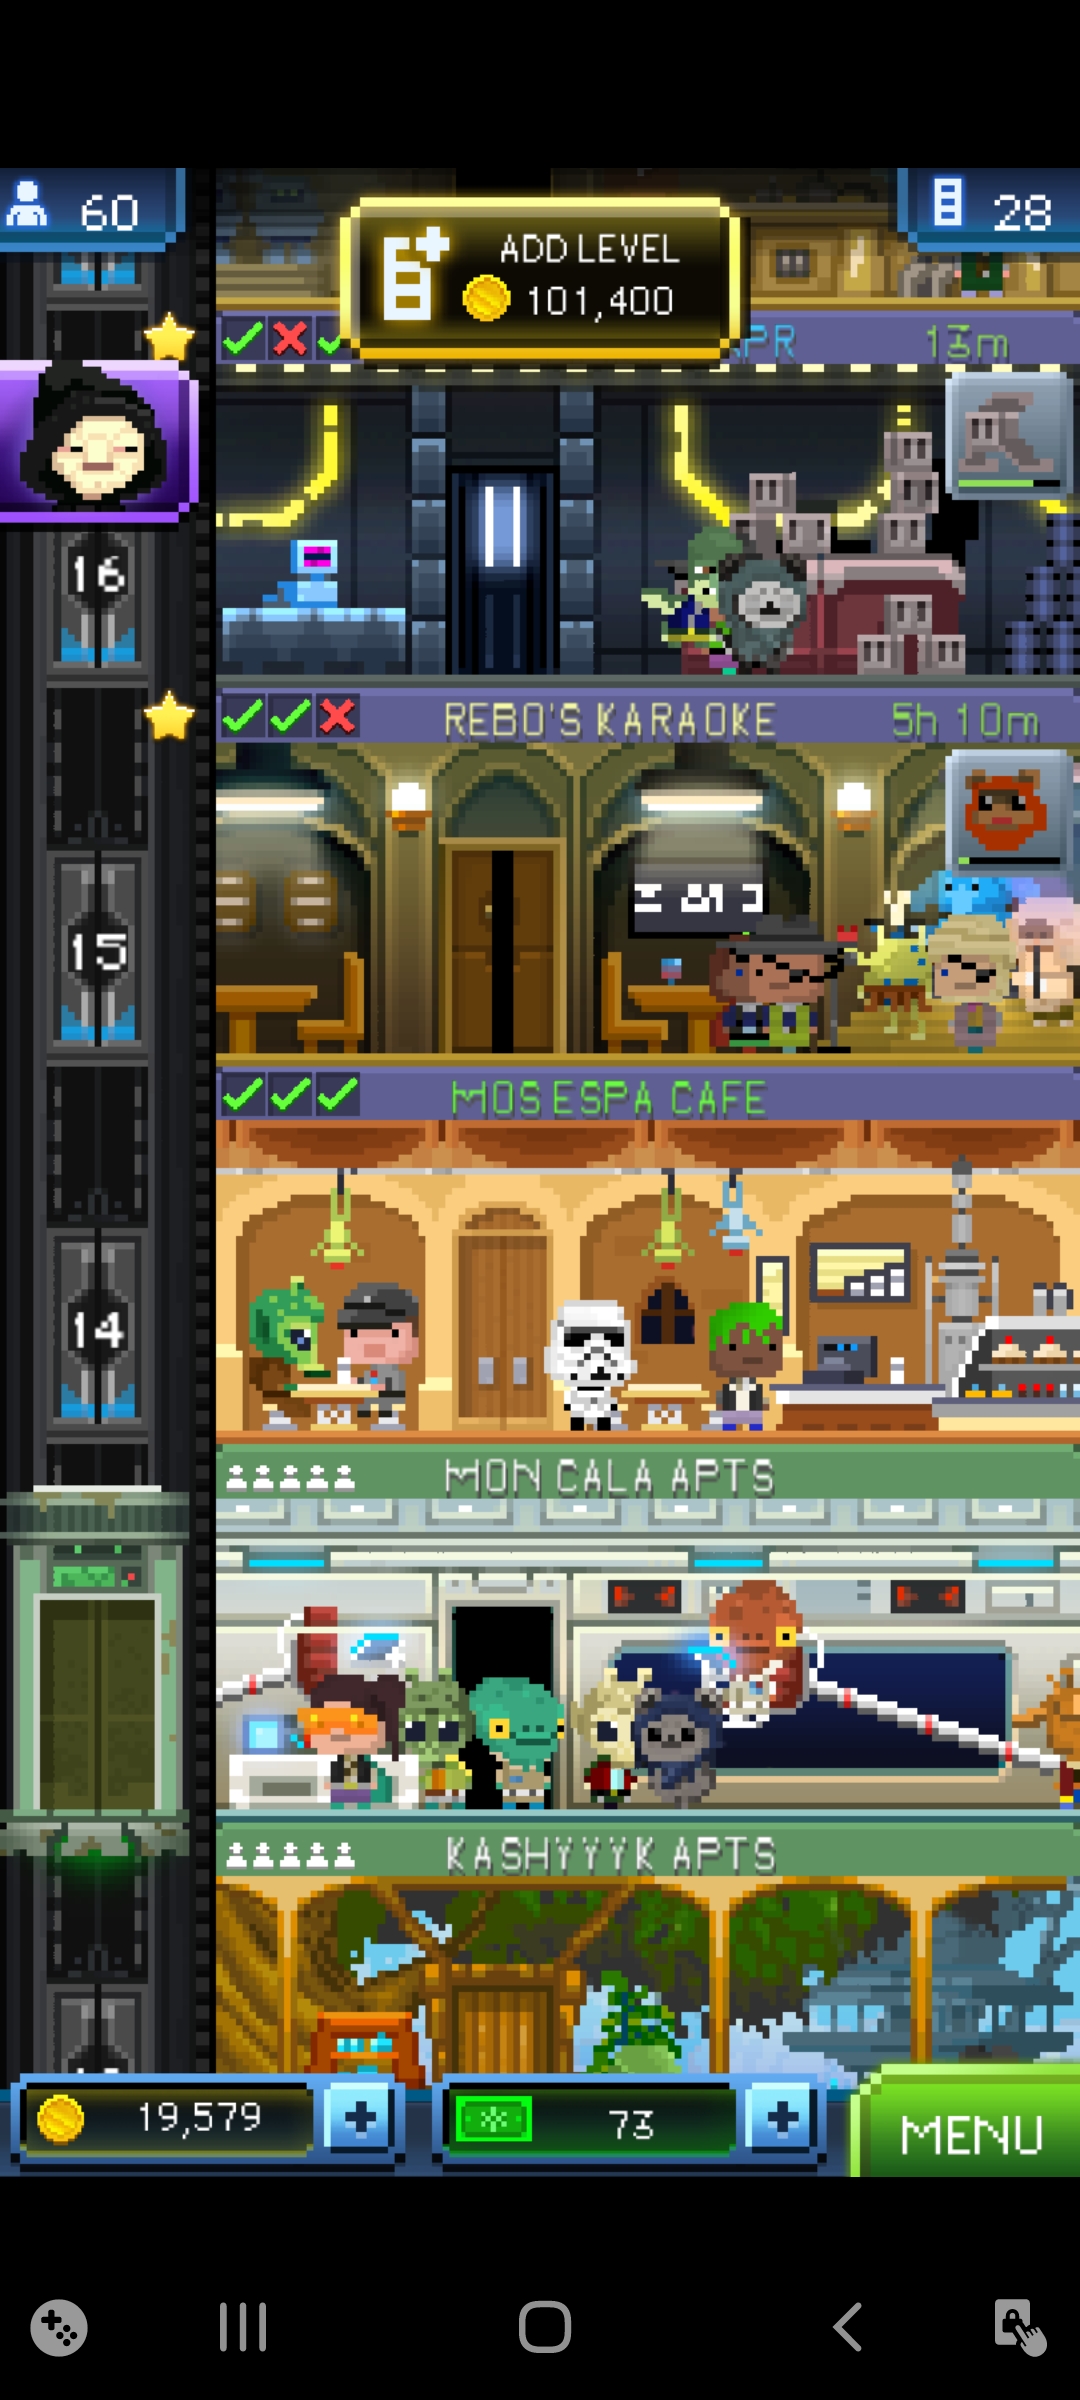 60
ADD LEVEL
101,400
28
13m
16
REBO'S KARAOKE
5h 10m
15
MOS ESPA CAFE
14
MON CALA APTS
KASHYYYK APTS
19,579
73
MENU